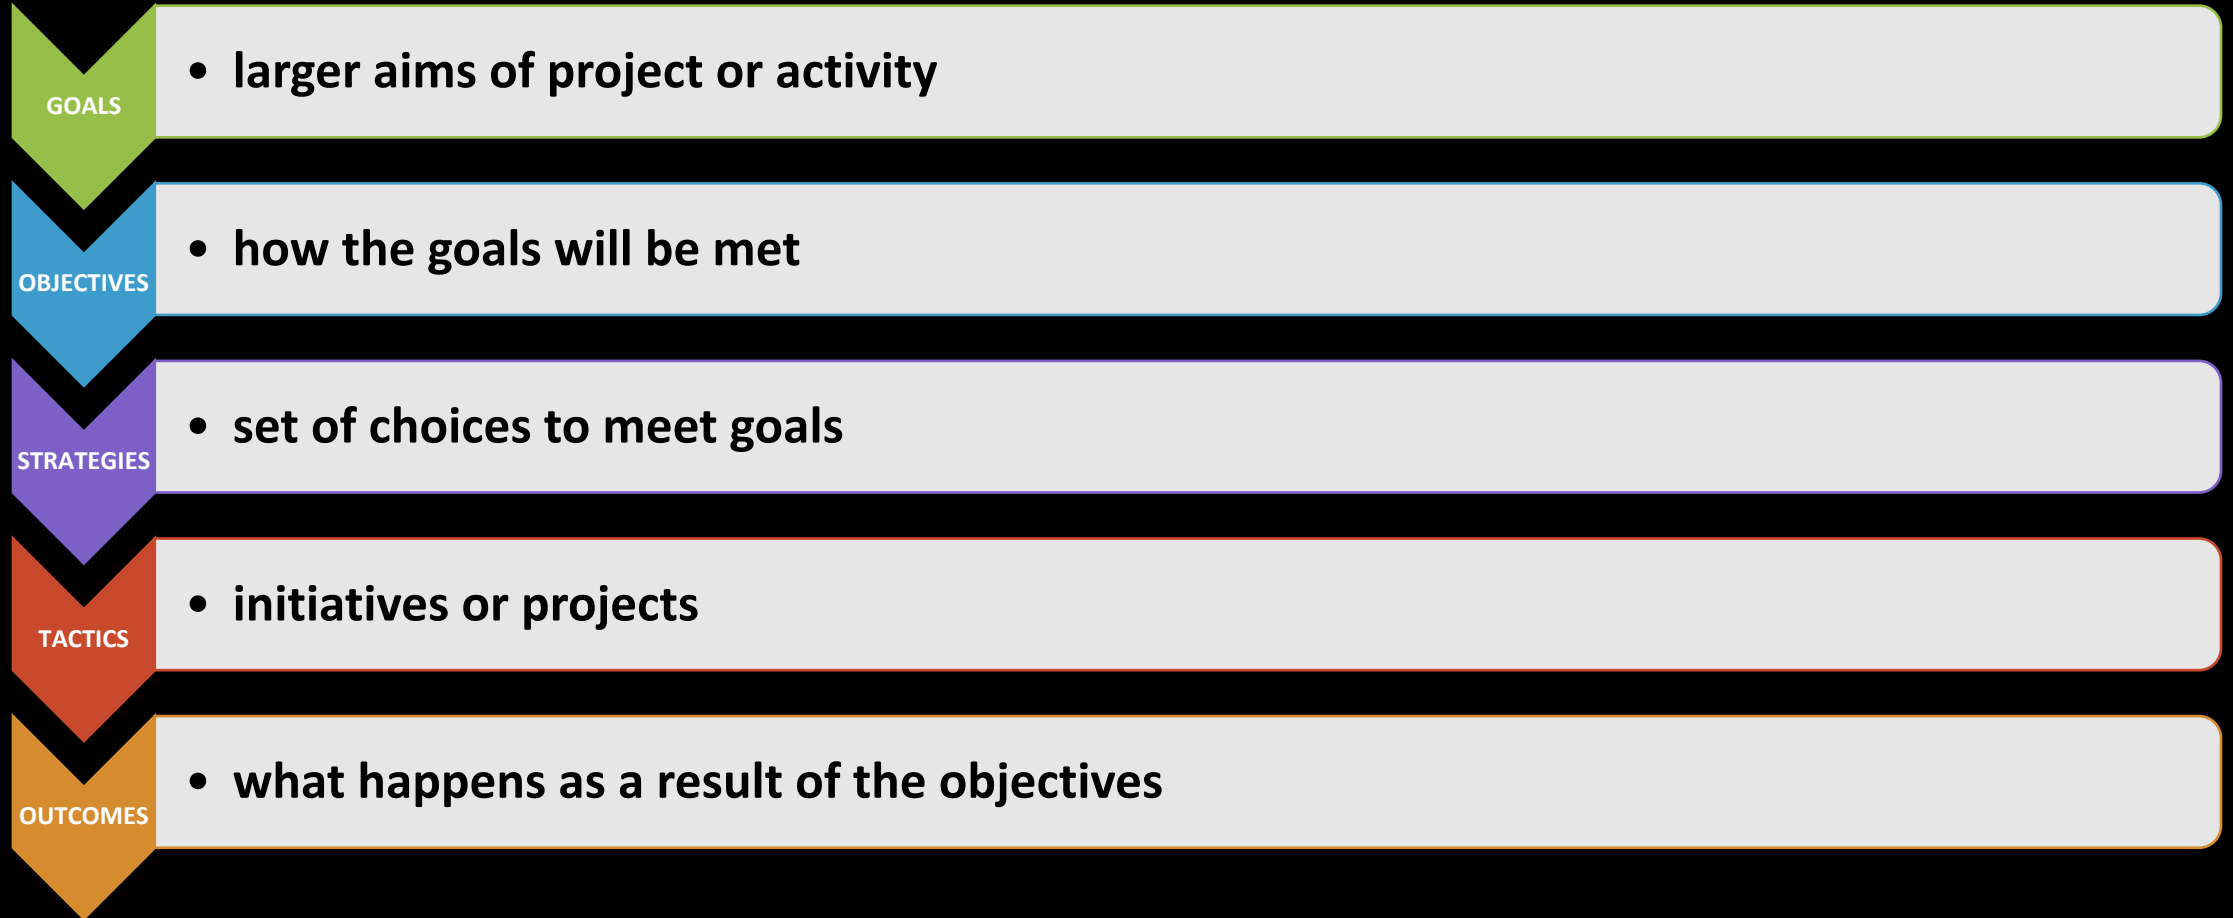 GOALS
• larger aims of project or activity
OBJECTIVES
• how the goals will be met
STRATEGIES
• set of choices to meet goals
TACTICS
• initiatives or projects
OUTCOMES
• what happens as a result of the objectives